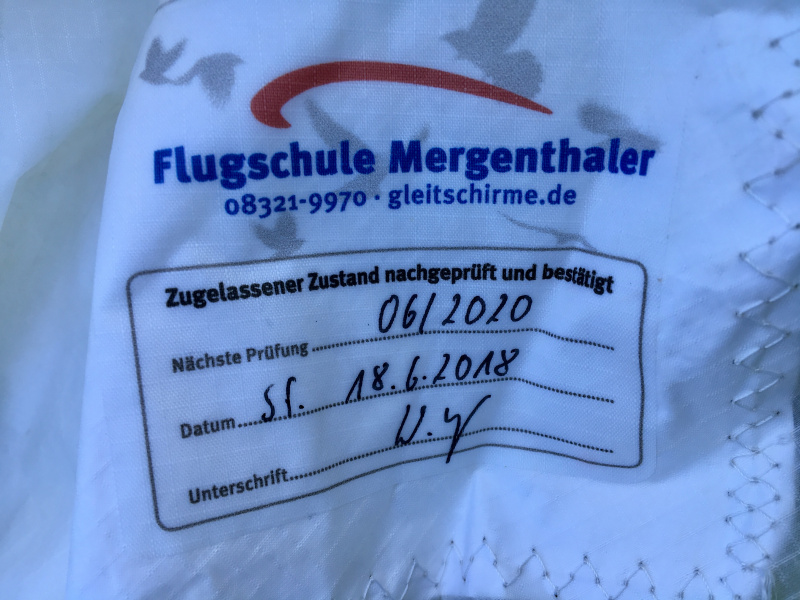 Flugschule Mergenthaler
08321-9970 · gleitschirme.de
Zugelassener Zustand nachgeprüft und bestätigt
Nächste Prüfung 06/2020
Datum Sf. 18.6.2018
Unterschrift